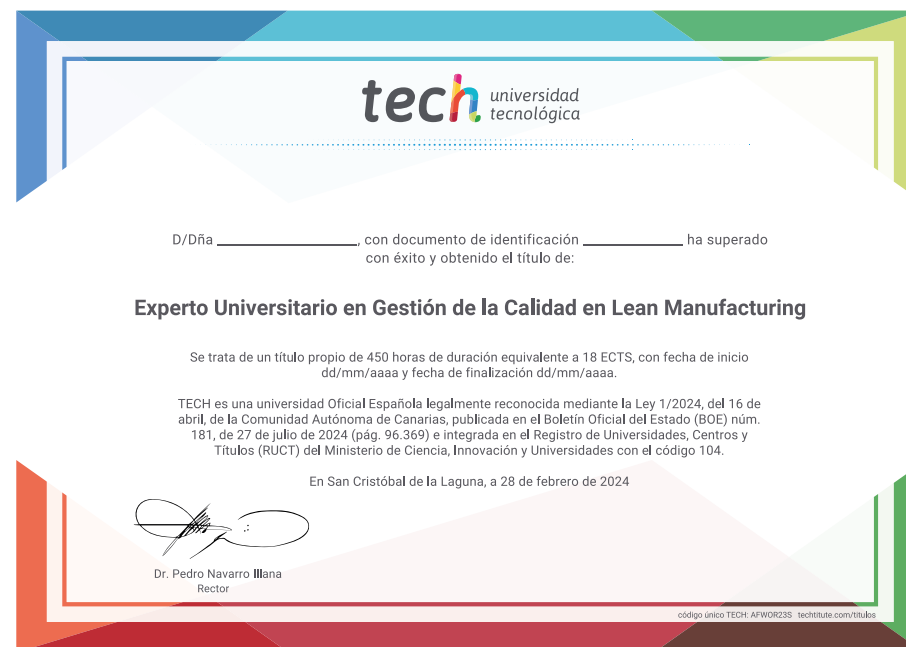 tech universidad
tecnológica
D/Dña ______________, con documento de identificación __________ ha superado
con éxito y obtenido el título de:
Experto Universitario en Gestión de la Calidad en Lean Manufacturing
Se trata de un título propio de 450 horas de duración equivalente a 18 ECTS, con fecha de inicio
dd/mm/aaaa y fecha de finalización dd/mm/aaaa.
TECH es una universidad Oficial Española legalmente reconocida mediante la Ley 1/2024, del 16 de
abril, de la Comunidad Autónoma de Canarias, publicada en el Boletín Oficial del Estado (BOE) núm.
181, de 27 de julio de 2024 (pág. 96.369) e integrada en el Registro de Universidades, Centros y
Títulos (RUCT) del Ministerio de Ciencia, Innovación y Universidades con el código 104.
En San Cristóbal de la Laguna, a 28 de febrero de 2024
Dr. Pedro Navarro Illana
Rector
código único TECH: AFWOR23S techtitute.com/titulos